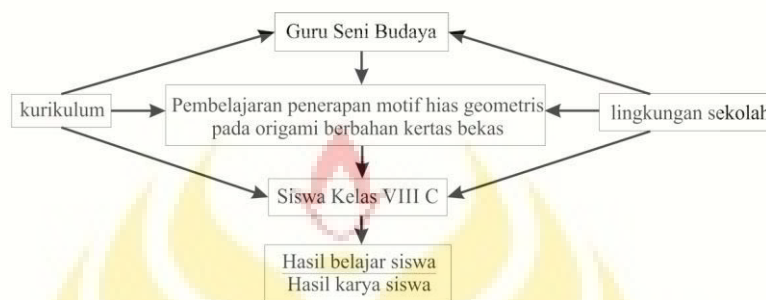 Guru Seni Budaya
kurikulum
Pembelajaran penerapan motif hias geometris
pada origami berbahan kertas bekas
lingkungan sekolah
Siswa Kelas VIII C
Hasil belajar siswa
Hasil karya siswa